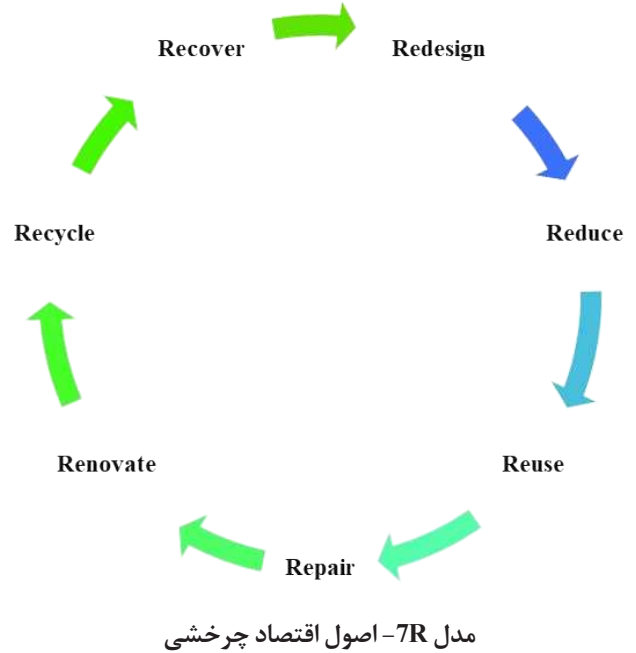 Recover
Redesign
Reduce
Reuse
Repair
Renovate
Recycle
مدل 7R- اصول اقتصاد چرخشی